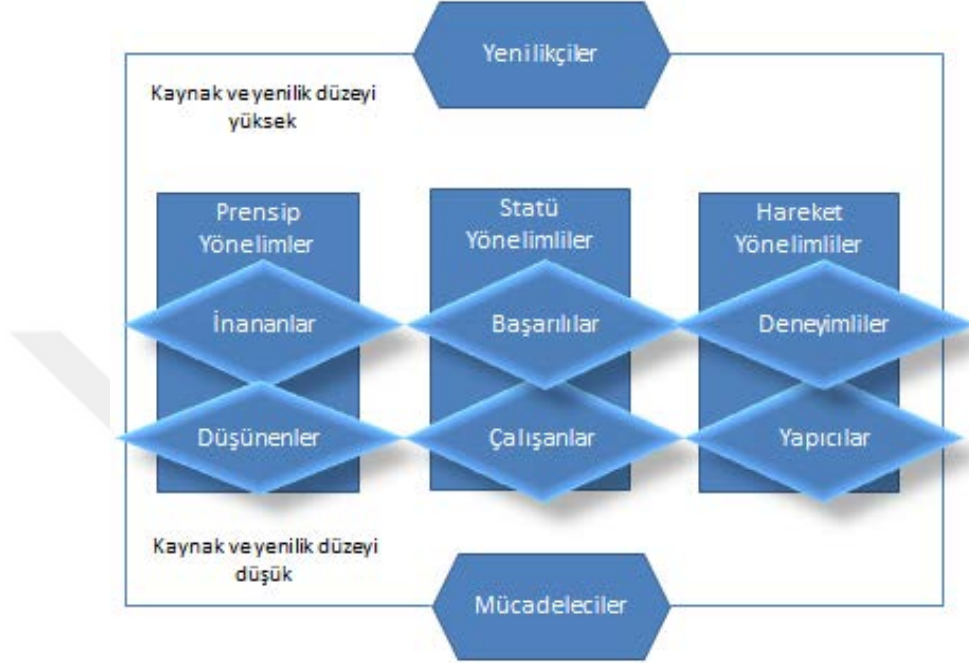 Yenilikçiler
Kaynak ve yenilik düzeyi
yüksek
Prensip
Yönelimler
Statü
Yönelimliler
Hareket
Yönelimliler
İnananlar
Başarılılar
Deneyimliler
Düşünenler
Çalışanlar
Yapıcılar
Kaynak ve yenilik düzeyi
düşük
Mücadeleciler